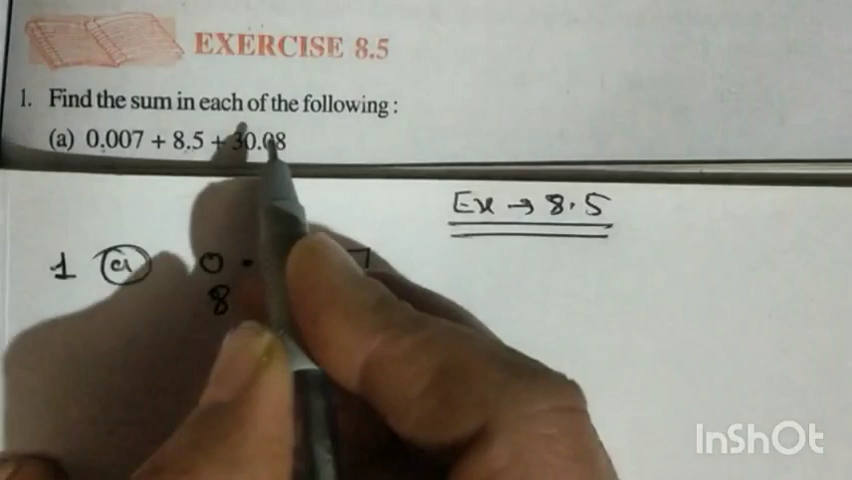 EXERCISE 8.5
1. Find the sum in each of the following :
(a) 0.007 + 8.5 + 30.08
Ex → 8.5
1 (a) 0 . 7
8
InShOt